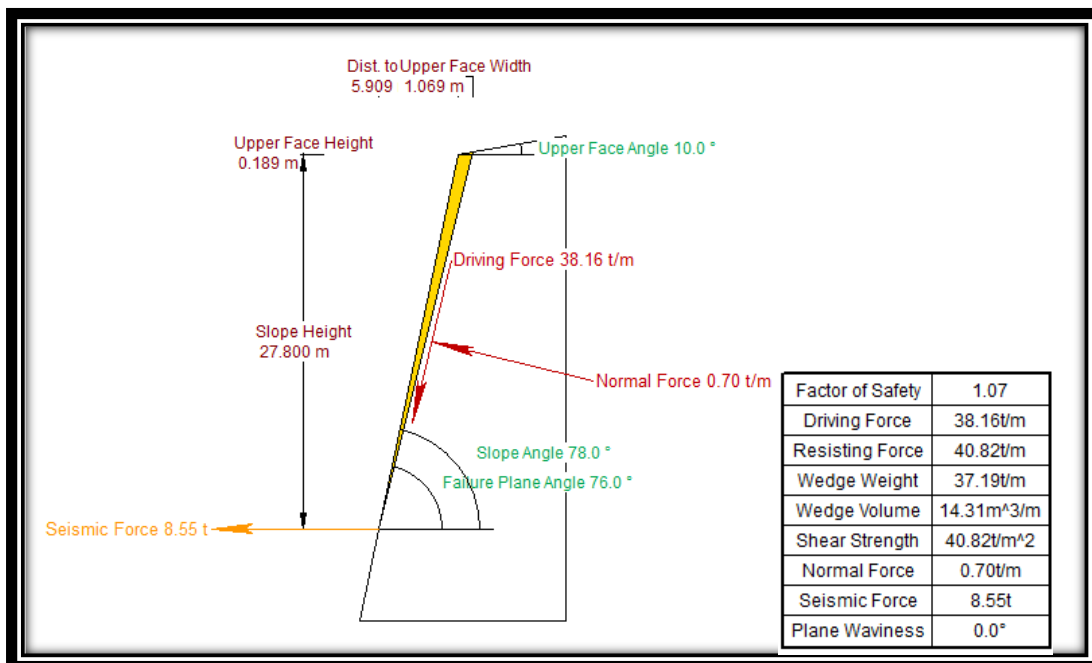 Dist. to Upper Face Width
5.909 1.069 m
Upper Face Height
0.189 m
Upper Face Angle 10.0 °
Driving Force 38.16 t/m
Slope Height
27.800 m
Normal Force 0.70 t/m
Slope Angle 78.0 °
Failure Plane Angle 76.0 °
Seismic Force 8.55 t
Factor of Safety 1.07
Driving Force 38.16t/m
Resisting Force 40.82t/m
Wedge Weight 37.19t/m
Wedge Volume 14.31m^3/m
Shear Strength 40.82t/m^2
Normal Force 0.70t/m
Seismic Force 8.55t
Plane Waviness 0.0°